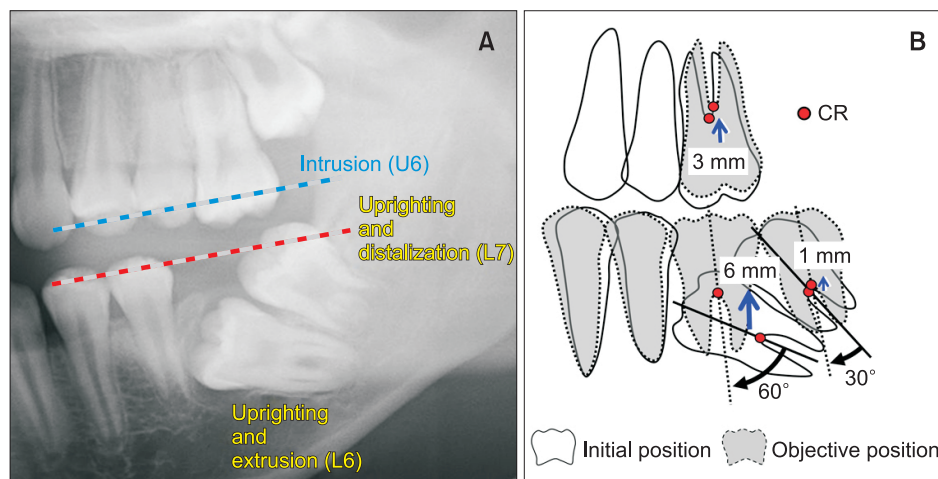 A
Intrusion (U6)
Uprighting
and
distalization (L7)
Uprighting
and
extrusion (L6)
B
CR
3 mm
6 mm
1 mm
60°
30°
Initial position
Objective position